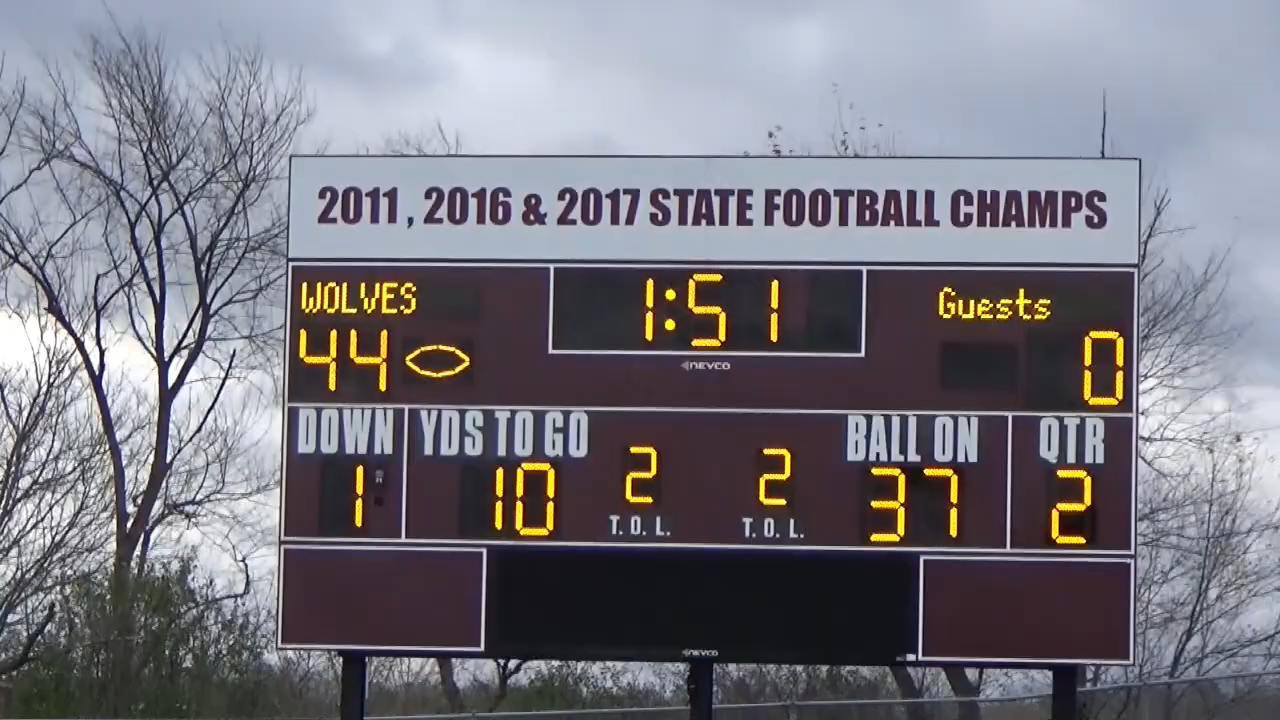 2011, 2016 & 2017 STATE FOOTBALL CHAMPS
WOLVES 1:51 Guests
44 NEVCO 0
DOWN YDS TO GO BALL ON QTR
1 10 2 2 37 2
T. O. L. T. O. L.
NEVCO